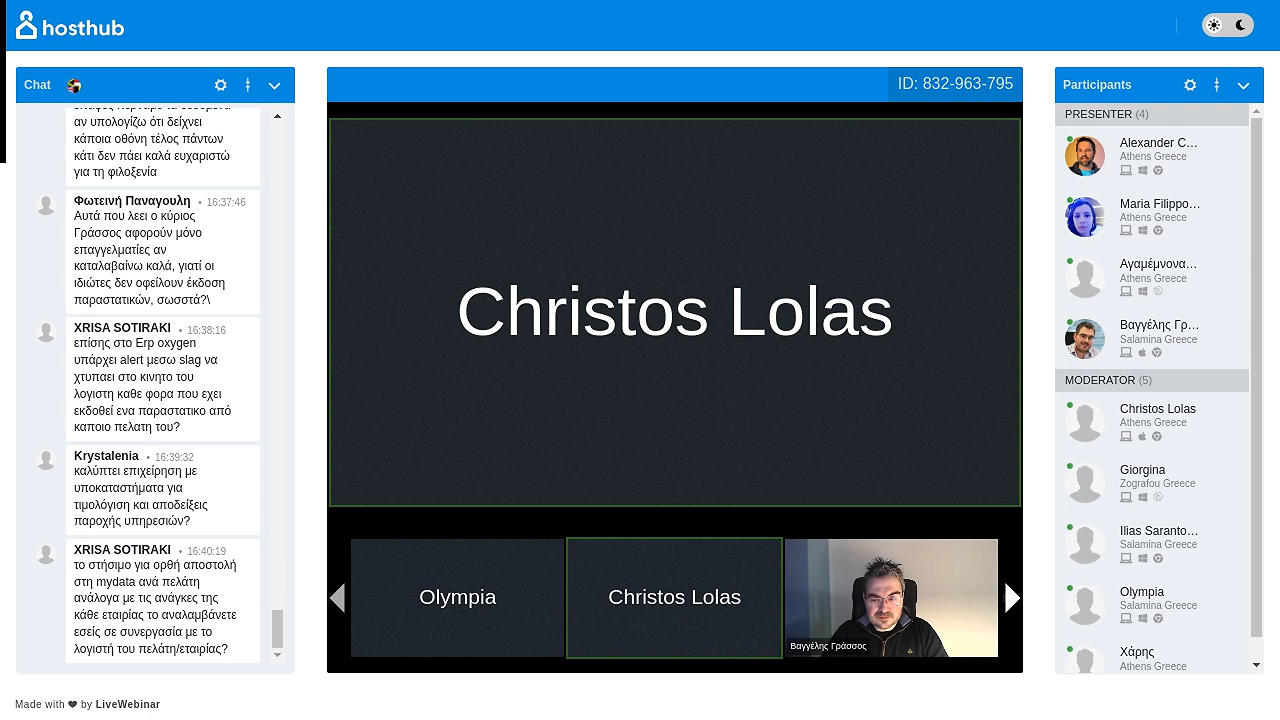 hosthub
Chat
αν υπολογίζω ότι δείχνει
κάποια οθόνη τέλος πάντων
κάτι δεν πάει καλά ευχαριστώ
για τη φιλοξενία
Φωτεινή Παναγουλη • 16:37:46
Αυτά που λεει ο κύριος
Γράσσος αφορούν μόνο
επαγγελματίες αν
καταλαβαίνω καλά, γιατί οι
ιδιώτες δεν οφείλουν έκδοση
παραστατικών, σωσστά?\
XRISA SOTIRAKI • 16:38:16
επίσης στο Erp oxygen
υπάρχει alert μεσω slag να
χτυπαει στο κινητο του
λογιστη καθε φορα που εχει
εκδοθεί ενα παραστατικο από
καποιο πελατη του?
Krystalenia • 16:39:32
καλύπτει επιχείρηση με
υποκαταστήματα για
τιμολόγιση και αποδείξεις
παροχής υπηρεσιών?
XRISA SOTIRAKI • 16:40:19
το στήσιμο για ορθή αποστολή
στη mydata ανά πελάτη
ανάλογα με τις ανάγκες της
κάθε εταιρίας το αναλαμβάνετε
εσείς σε συνεργασία με το
λογιστή του πελάτη/εταιρίας?
ID: 832-963-795
Christos Lolas
Olympia
Christos Lolas
Βαγγέλης Γράσσος
Participants
PRESENTER (4)
Alexander C...
Athens Greece
Maria Filippo...
Athens Greece
Αγαμέμνονα...
Athens Greece
Βαγγέλης Γρ...
Salamina Greece
MODERATOR (5)
Christos Lolas
Athens Greece
Giorgina
Zografou Greece
Ilias Saranto...
Salamina Greece
Olympia
Salamina Greece
Χάρης
Athens Greece
Made with ❤ by LiveWebinar